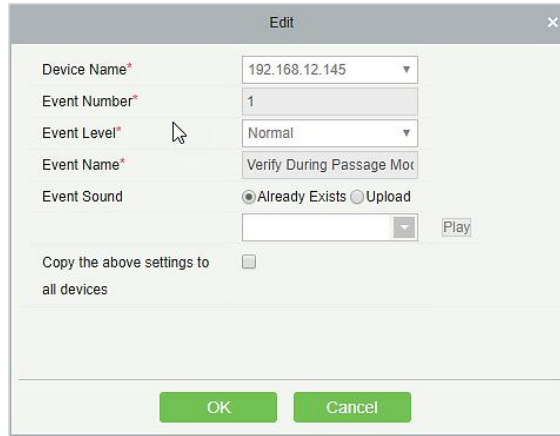 Edit
Device Name* 192.168.12.145
Event Number* 1
Event Level* Normal
Event Name* Verify During Passage Mod
Event Sound Already Exists Upload
Play
Copy the above settings to
all devices
OK Cancel